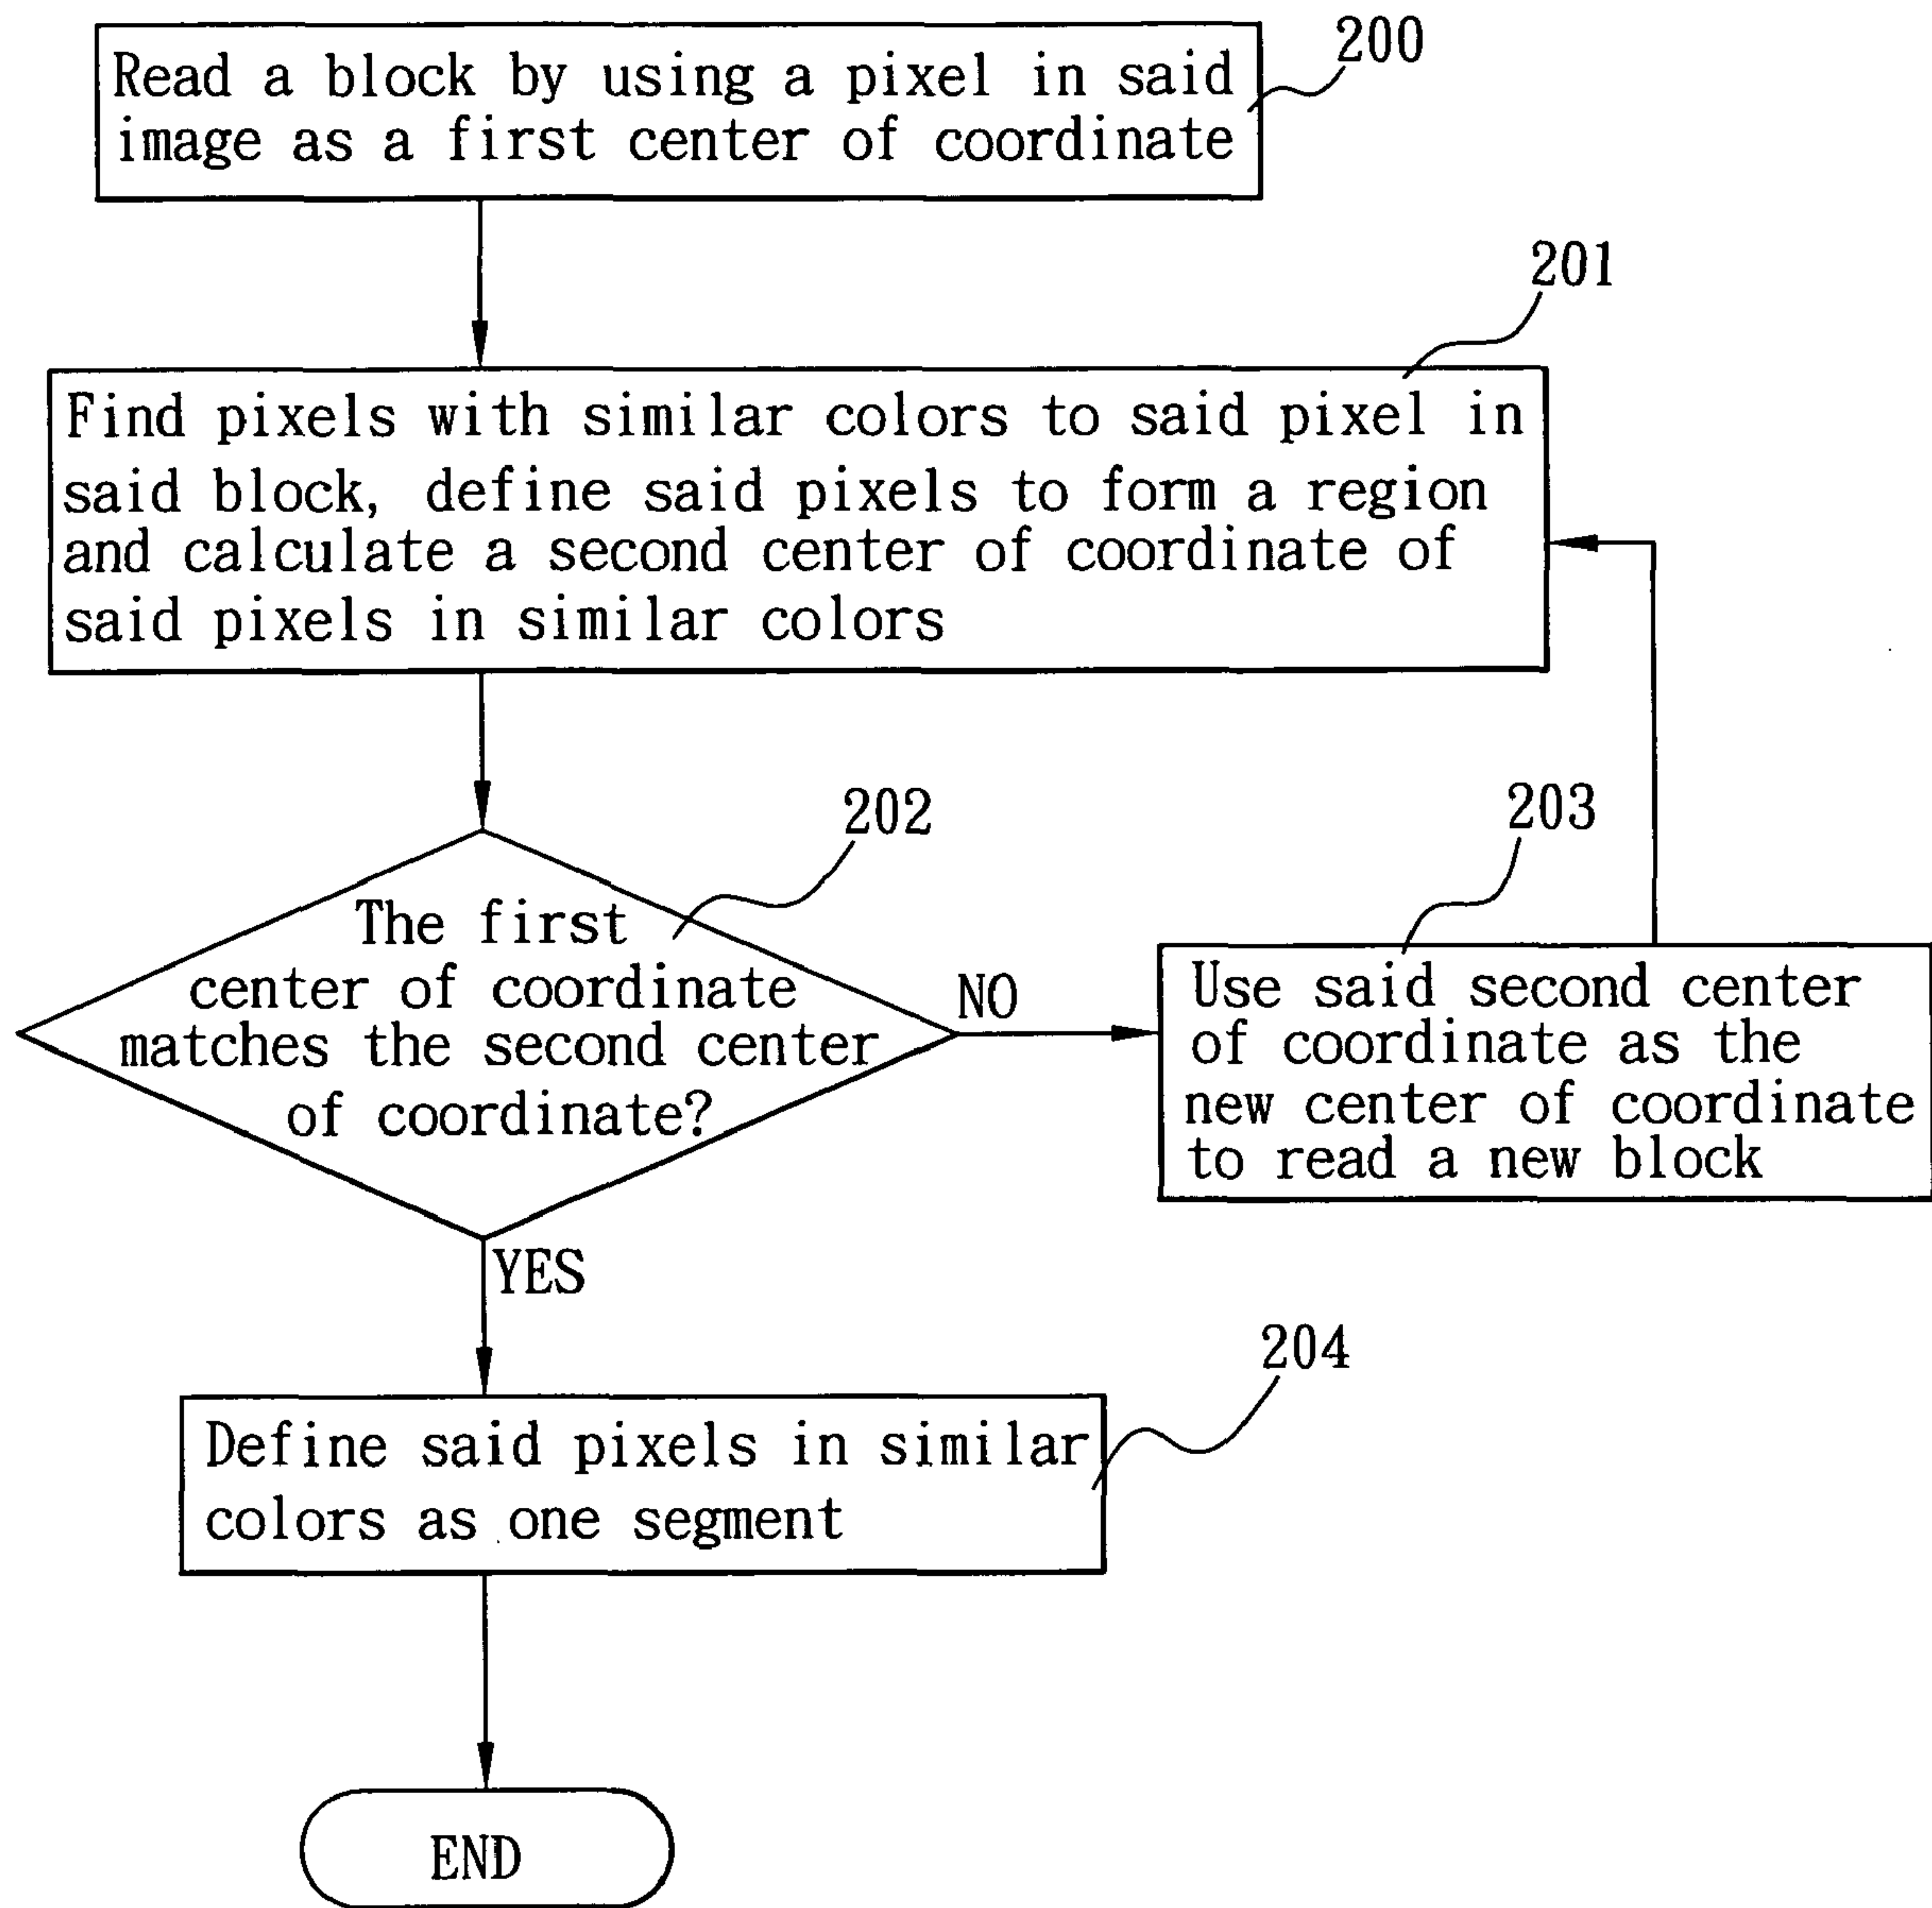 200
Read a block by using a pixel in said
image as a first center of coordinate
201
Find pixels with similar colors to said pixel in
said block, define said pixels to form a region
and calculate a second center of coordinate of
said pixels in similar colors
202
The first
center of coordinate
matches the second center
of coordinate?
NO
203
Use said second center
of coordinate as the
new center of coordinate
to read a new block
YES
204
Define said pixels in similar
colors as one segment
END